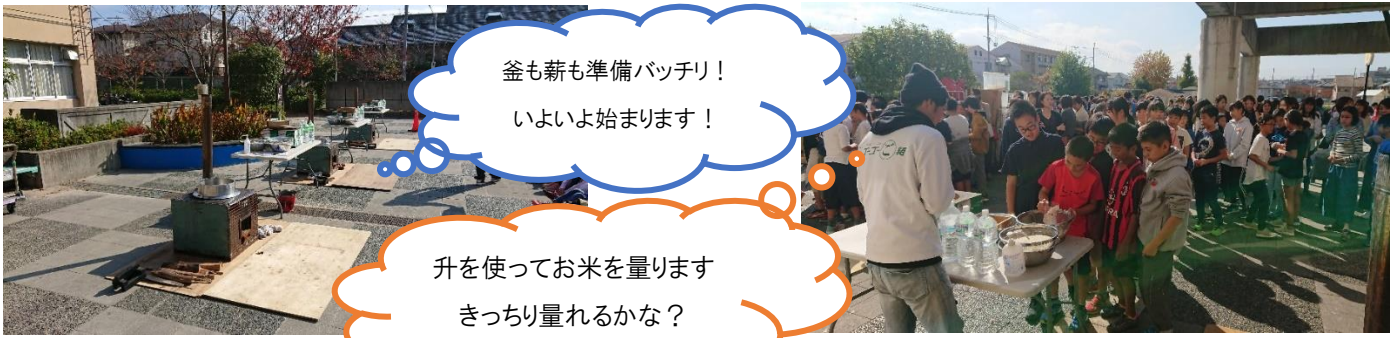 釜も薪も準備バッチリ！
いよいよ始まります！
升を使ってお米を量ります
きっちり量れるかな？